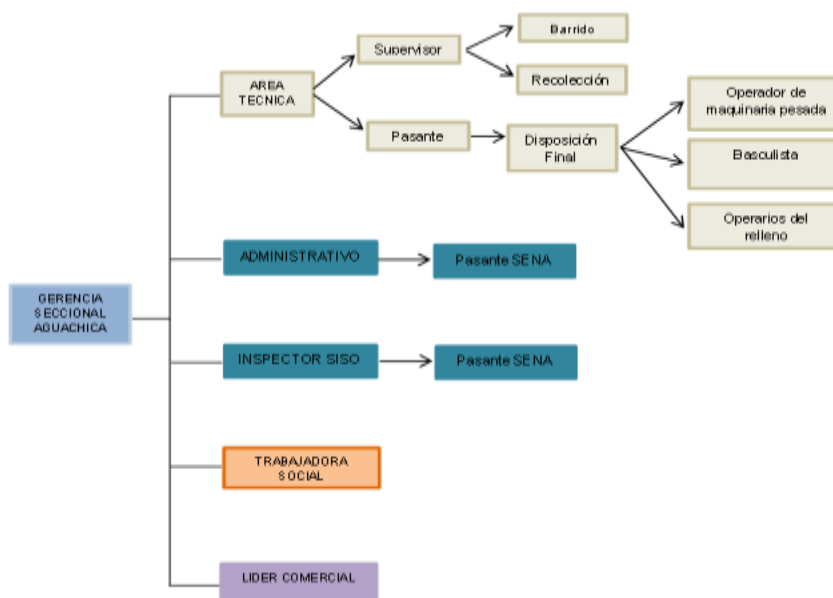 Barrido
Supervisor
Recolección
AREA
TECNICA
Operador de
maquinaria pesada
Pasante
Disposición
Final
Basculista
Operarios del
relleno
ADMINISTRATIVO
Pasante SENA
GERENCIA
SECCIONAL
AGUACHICA
INSPECTOR SISO
Pasante SENA
TRABAJADORA
SOCIAL
LIDER COMERCIAL